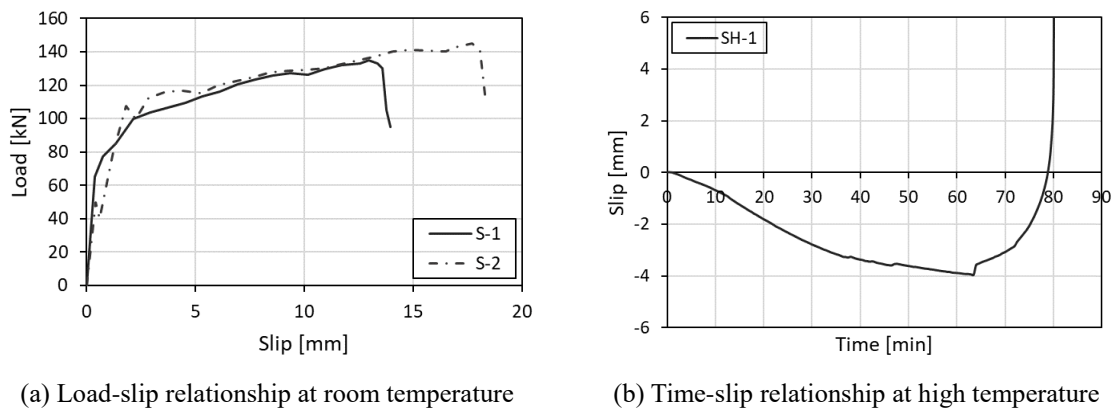 160
140
120
100
80
60
40
20
0
Load [kN]
0 5 10 15 20
Slip [mm]
S-1
S-2
(a) Load-slip relationship at room temperature
6
4
2
0
-2
-4
-6
Slip [mm]
SH-1
0 10 20 30 40 50 60 70 80 90
Time [min]
(b) Time-slip relationship at high temperature